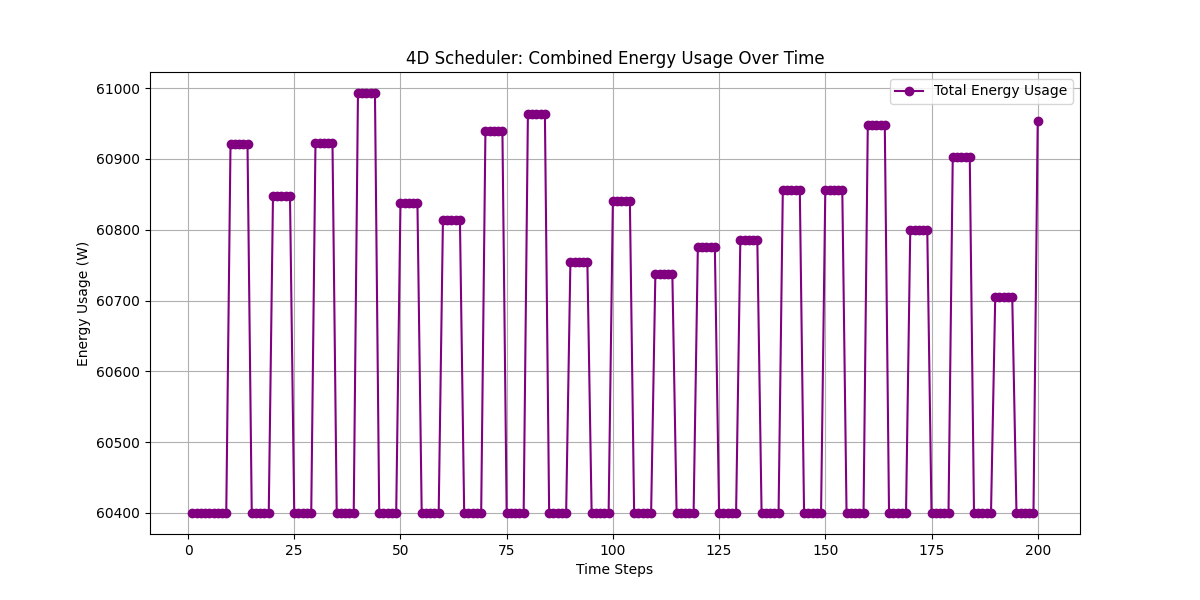 4D Scheduler: Combined Energy Usage Over Time
Total Energy Usage
Energy Usage (W)
61000
60900
60800
60700
60600
60500
60400
0 25 50 75 100 125 150 175 200
Time Steps